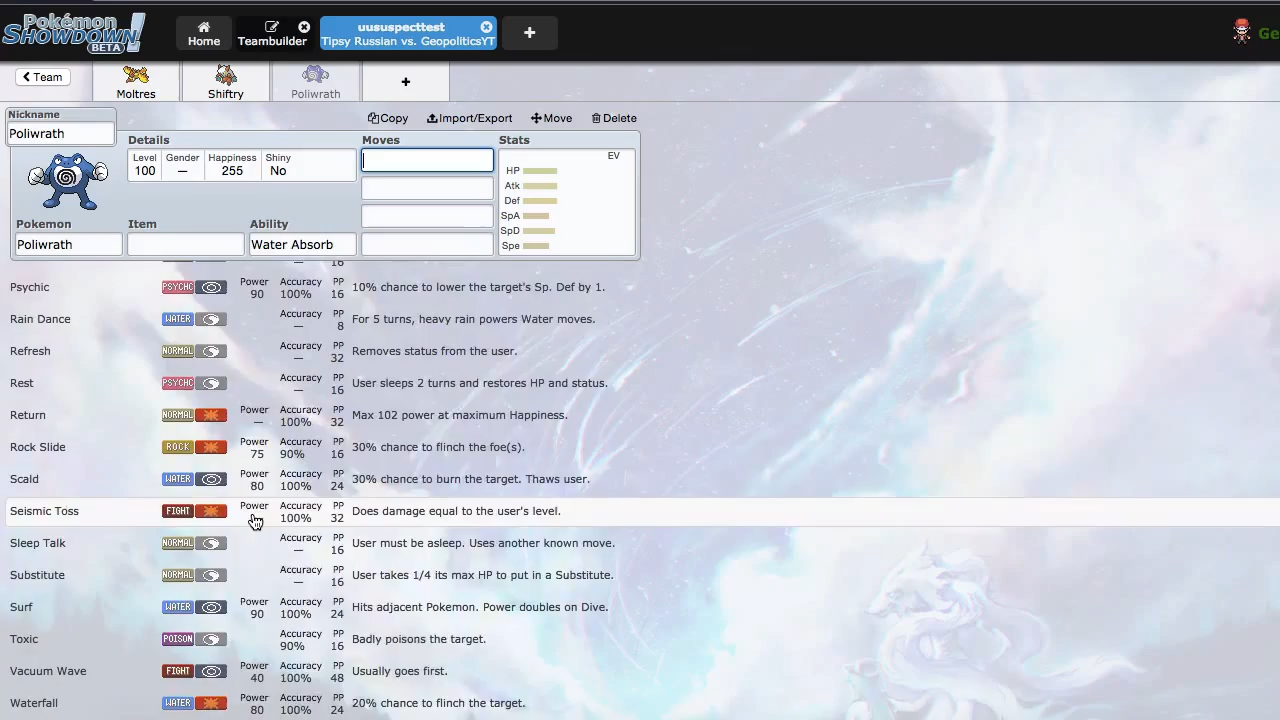 Pokémon
SHOWDOWN!
BETA
Home
Teambuilder
uususpecttest
Tipsy Russian vs. GeopoliticsYT
+
Ge
< Team
Moltres
Shiftry
Poliwrath
+
Nickname
Poliwrath
Copy Import/Export Move Delete
Details
Moves
Stats
Level Gender Happiness Shiny
100 — 255 No
EV
HP
Atk
Def
SpA
SpD
Spe
Pokemon Item Ability
Poliwrath Water Absorb
— 16
Psychic PSYCHC Power 90 Accuracy 100% PP 16 10% chance to lower the target's Sp. Def by 1.
Rain Dance WATER Accuracy — PP 8 For 5 turns, heavy rain powers Water moves.
Refresh NORMAL Accuracy — PP 32 Removes status from the user.
Rest PSYCHC Accuracy — PP 16 User sleeps 2 turns and restores HP and status.
Return NORMAL Power — Accuracy 100% PP 32 Max 102 power at maximum Happiness.
Rock Slide ROCK Power 75 Accuracy 90% PP 16 30% chance to flinch the foe(s).
Scald WATER Power 80 Accuracy 100% PP 24 30% chance to burn the target. Thaws user.
Seismic Toss FIGHT Power Accuracy 100% PP 32 Does damage equal to the user's level.
Sleep Talk NORMAL Accuracy — PP 16 User must be asleep. Uses another known move.
Substitute NORMAL Accuracy — PP 16 User takes 1/4 its max HP to put in a Substitute.
Surf WATER Power 90 Accuracy 100% PP 24 Hits adjacent Pokemon. Power doubles on Dive.
Toxic POISON Accuracy 90% PP 16 Badly poisons the target.
Vacuum Wave FIGHT Power 40 Accuracy 100% PP 48 Usually goes first.
Waterfall WATER Power 80 Accuracy 100% PP 24 20% chance to flinch the target.